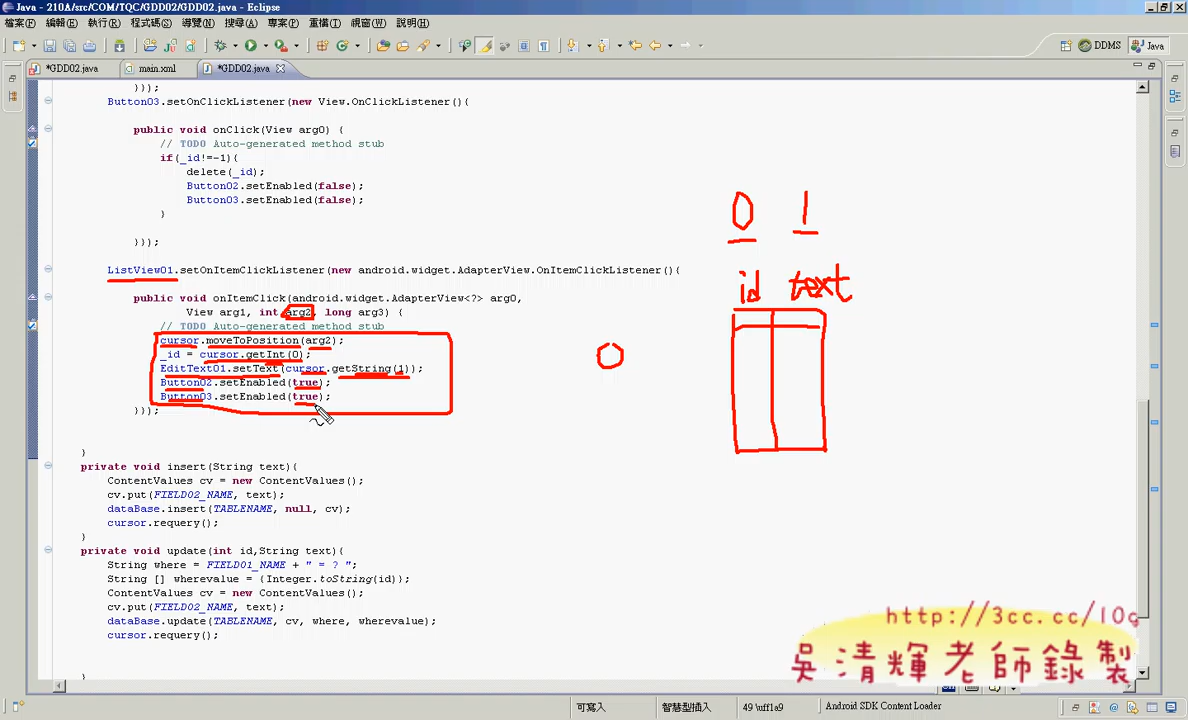 Java - 210A/src/COM/TQC/GDD02/GDD02.java - Eclipse
檔案(F) 編輯(E) 執行(R) 程式碼(S) 導覽(N) 搜尋(A) 專案(P) 重構(T) 視窗(W) 說明(H)
DDMS Java
*GDD02.java main.xml *GDD02.java
}));
Button03.setOnClickListener(new View.OnClickListener(){
public void onClick(View arg0) {
// TODO Auto-generated method stub
if(_id!=-1){
delete(_id);
Button02.setEnabled(false);
Button03.setEnabled(false);
}
}));
0 1
ListView01.setOnItemClickListener(new android.widget.AdapterView.OnItemClickListener(){
id text
public void onItemClick(android.widget.AdapterView<?> arg0,
View arg1, int arg2, long arg3) {
// TODO Auto-generated method stub
cursor.moveToPosition(arg2);
_id = cursor.getInt(0);
EditText01.setText(cursor.getString(1));
Button02.setEnabled(true);
Button03.setEnabled(true);
}));
}
private void insert(String text){
ContentValues cv = new ContentValues();
cv.put(FIELD02_NAME, text);
dataBase.insert(TABLENAME, null, cv);
cursor.requery();
}
private void update(int id,String text){
String where = FIELD01_NAME + " = ? ";
String [] wherevalue = {Integer.toString(id)};
ContentValues cv = new ContentValues();
cv.put(FIELD02_NAME, text);
dataBase.update(TABLENAME, cv, where, wherevalue);
cursor.requery();
}
http://3cc.cc/10q
吳清輝老師錄製
可寫入 智慧型插入 49 \uff1a9 Android SDK Content Loader